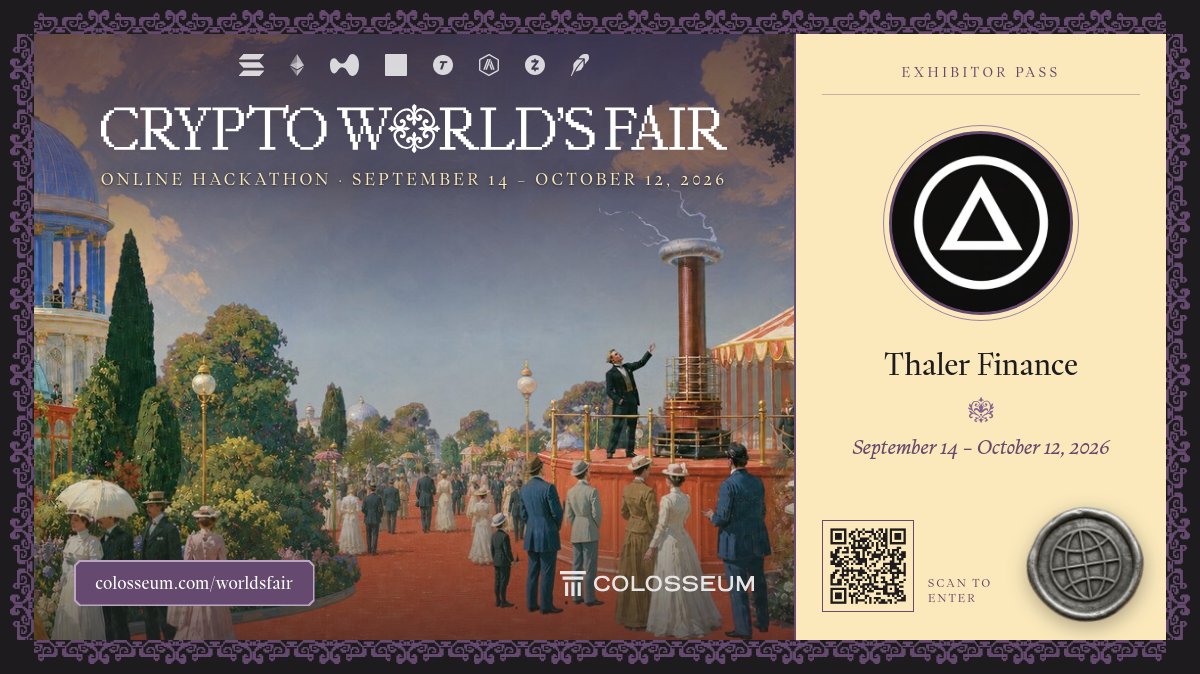 CRYPTO WORLD'S FAIR
ONLINE HACKATHON · SEPTEMBER 14 – OCTOBER 12, 2026
colosseum.com/worldsfair
COLOSSEUM
EXHIBITOR PASS
Thaler Finance
September 14 – October 12, 2026
SCAN TO
ENTER